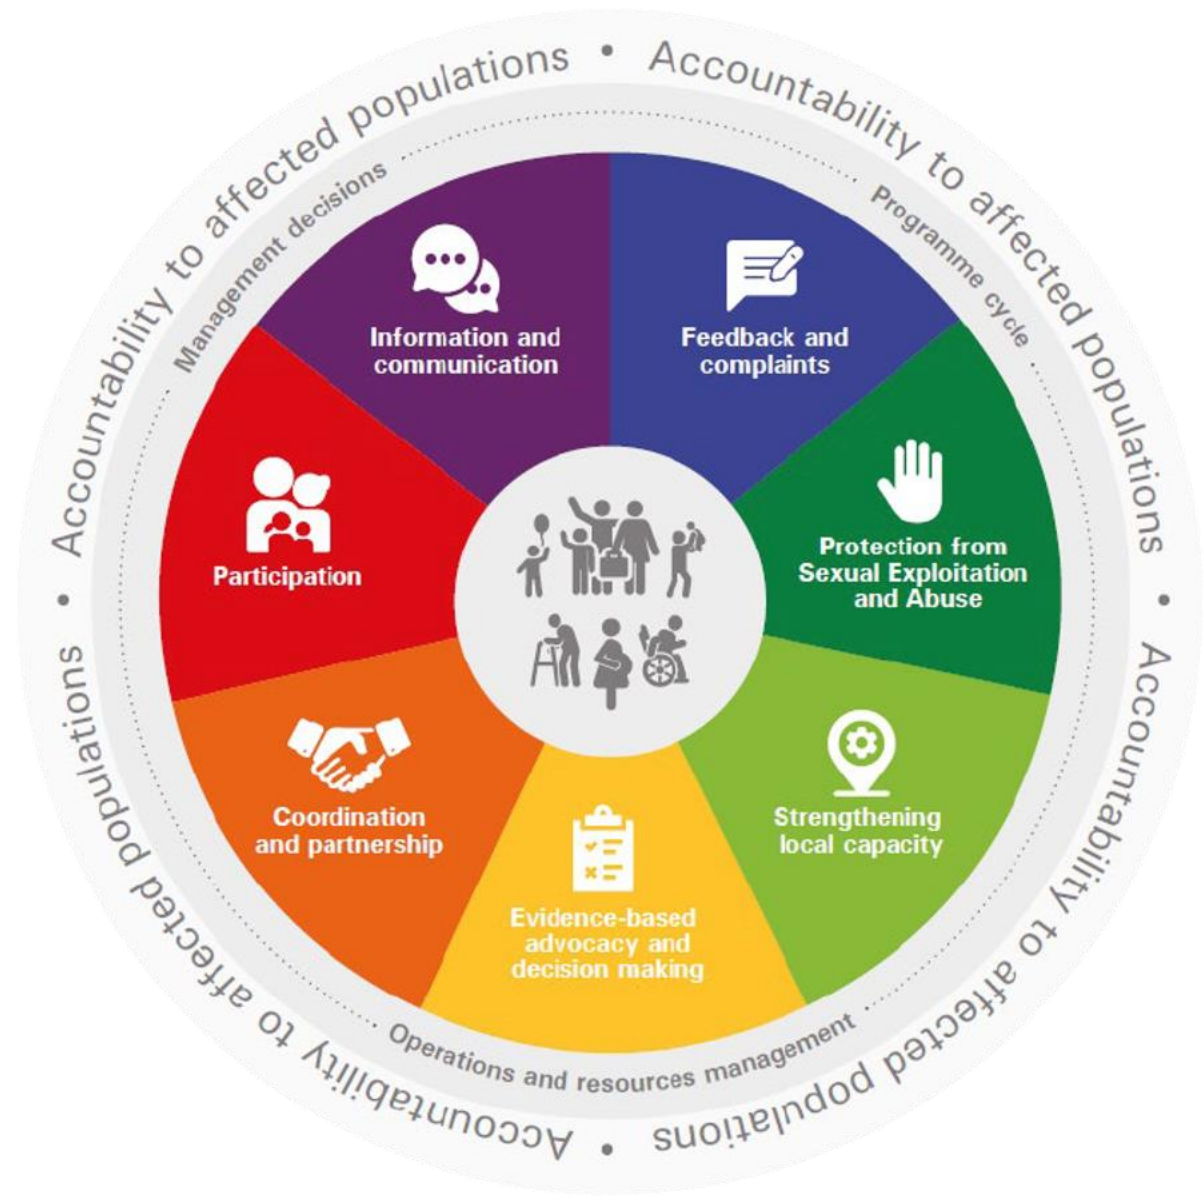 Accountability to affected populations
•
Accountability to affected populations
•
Accountability to affected populations
•
Accountability to affected populations
•
Management decisions
Programme cycle
Operations and resources management
Information and
communication
Feedback and
complaints
Protection from
Sexual Exploitation
and Abuse
Strengthening
local capacity
Evidence-based
advocacy and
decision making
Coordination
and partnership
Participation